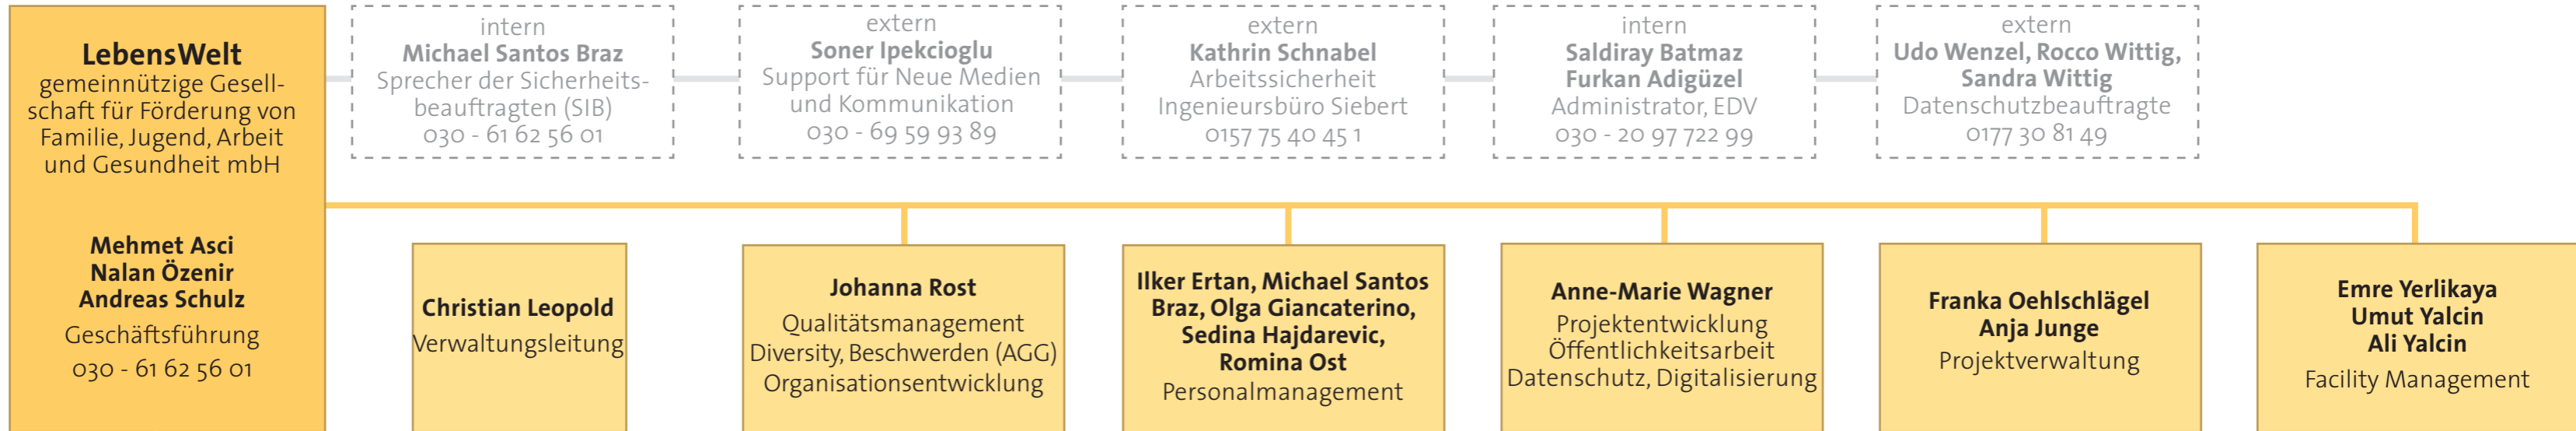 LebensWelt
gemeinnützige Gesell-
schaft für Förderung von
Familie, Jugend, Arbeit
und Gesundheit mbH
Mehmet Asci
Nalan Özenir
Andreas Schulz
Geschäftsführung
030 - 61 62 56 01
intern
Michael Santos Braz
Sprecher der Sicherheits-
beauftragten (SIB)
030 - 61 62 56 01
extern
Soner Ipekcioglu
Support für Neue Medien
und Kommunikation
030 - 69 59 93 89
extern
Kathrin Schnabel
Arbeitssicherheit
Ingenieursbüro Siebert
0157 75 40 45 1
intern
Saldiray Batmaz
Furkan Adigüzel
Administrator, EDV
030 - 20 97 722 99
extern
Udo Wenzel, Rocco Wittig,
Sandra Wittig
Datenschutzbeauftragte
0177 30 81 49
Christian Leopold
Verwaltungsleitung
Johanna Rost
Qualitätsmanagement
Diversity, Beschwerden (AGG)
Organisationsentwicklung
Ilker Ertan, Michael Santos
Braz, Olga Giancaterino,
Sedina Hajdarevic,
Romina Ost
Personalmanagement
Anne-Marie Wagner
Projektentwicklung
Öffentlichkeitsarbeit
Datenschutz, Digitalisierung
Franka Oehlschlägel
Anja Junge
Projektverwaltung
Emre Yerlikaya
Umut Yalcin
Ali Yalcin
Facility Management